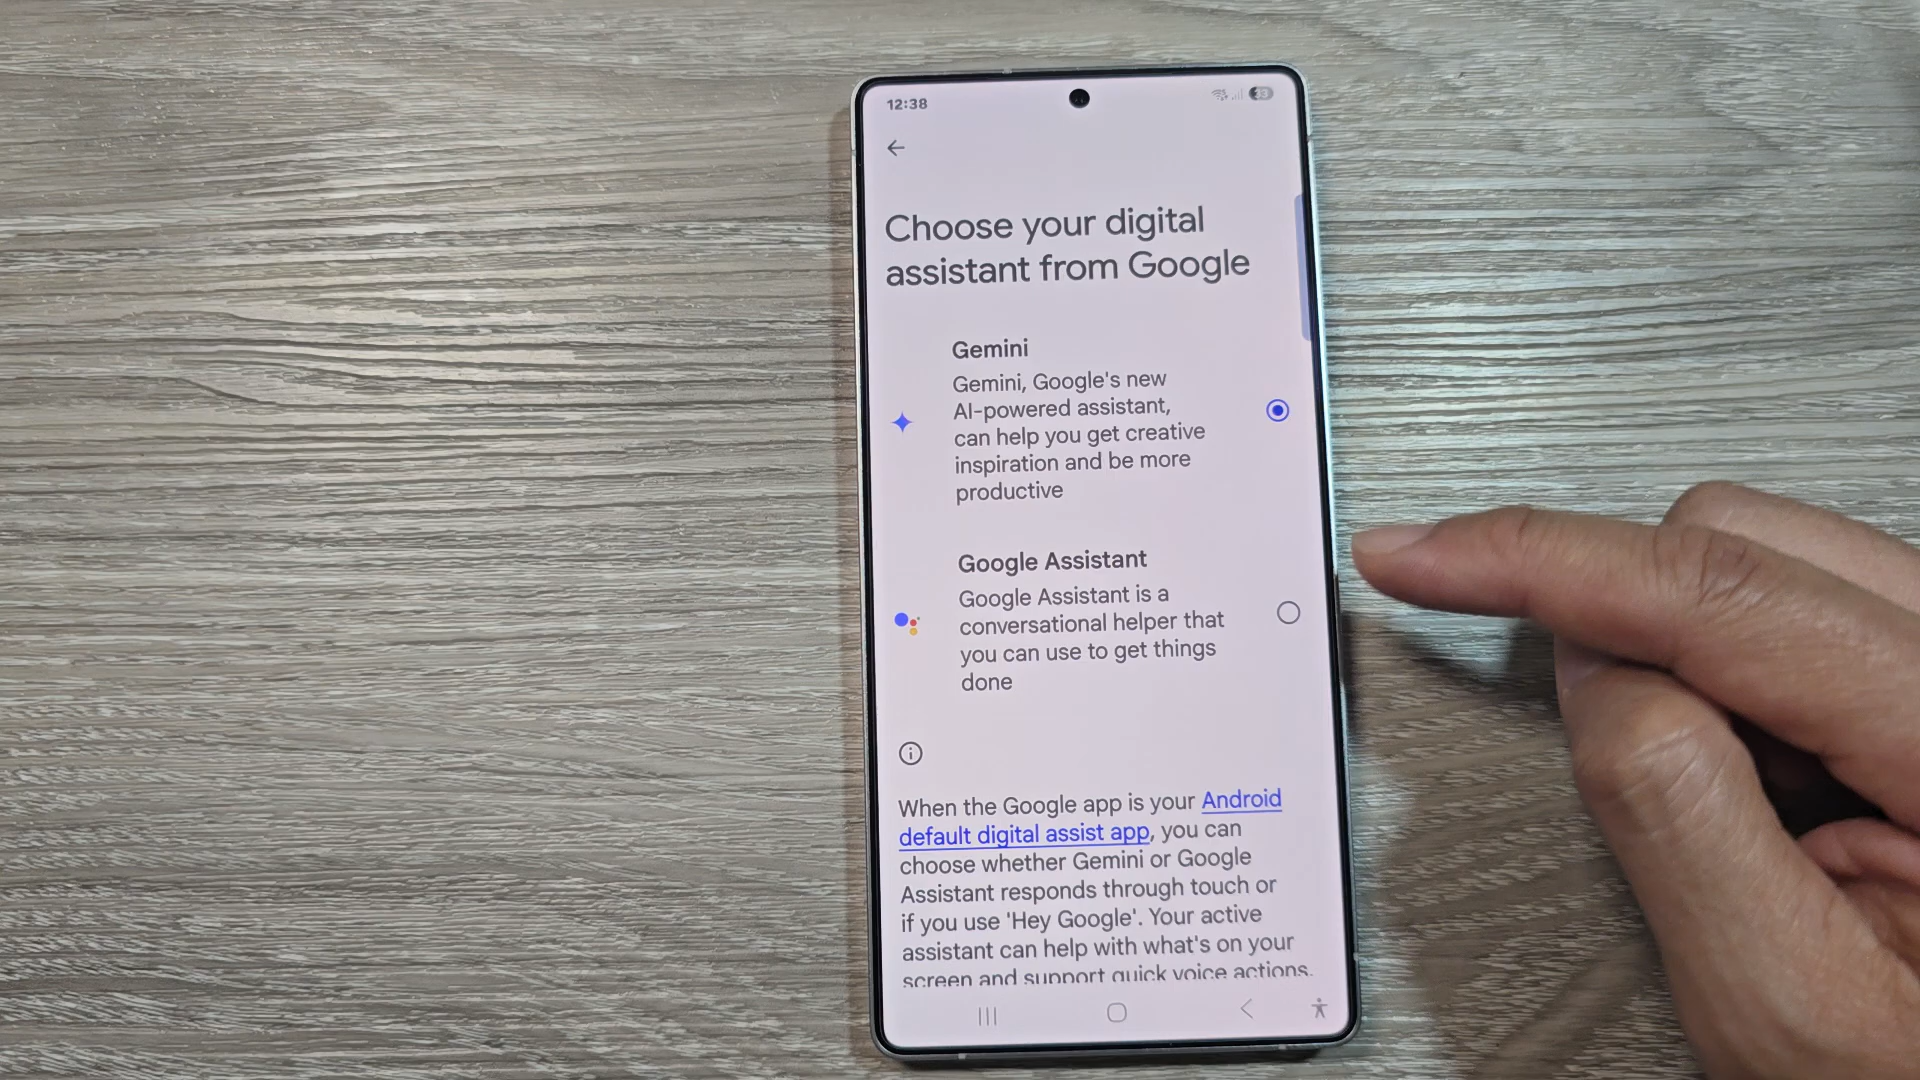 12:38
33
Choose your digital
assistant from Google
Gemini
Gemini, Google's new
AI-powered assistant,
can help you get creative
inspiration and be more
productive
Google Assistant
Google Assistant is a
conversational helper that
you can use to get things
done
When the Google app is your Android
default digital assist app, you can
choose whether Gemini or Google
Assistant responds through touch or
if you use 'Hey Google'. Your active
assistant can help with what's on your
screen and support quick voice actions.